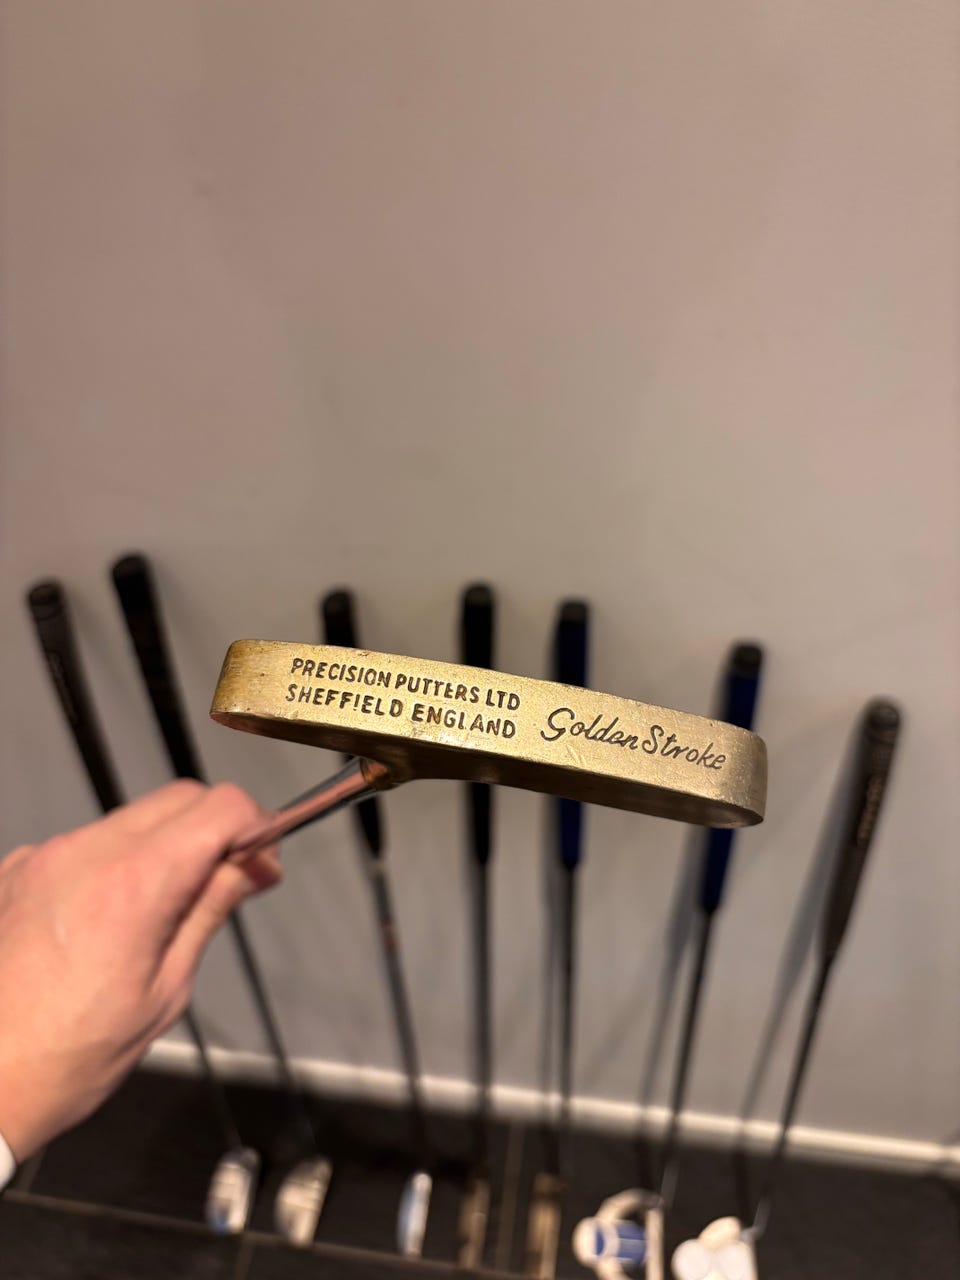 PRECISION PUTTERS LTD
SHEFFIELD ENGLAND
Golden Stroke